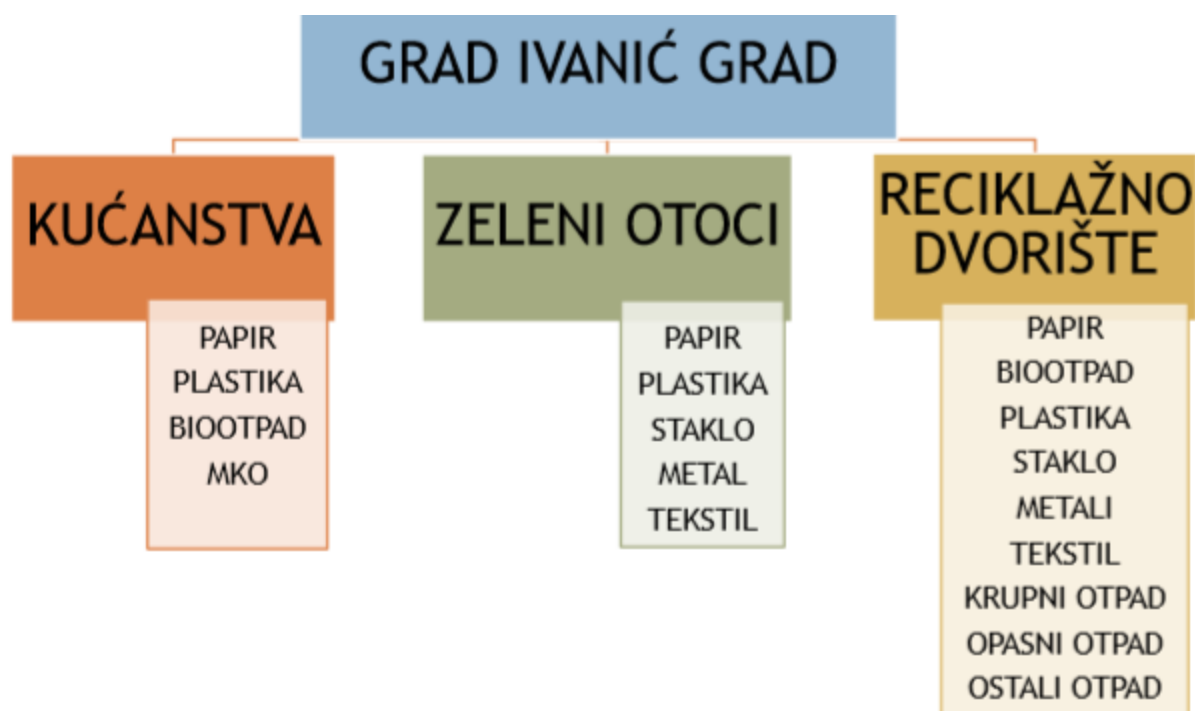 GRAD IVANIĆ GRAD
KUĆANSTVA
PAPIR
PLASTIKA
BIOOTPAD
MKO
ZELENI OTOCI
PAPIR
PLASTIKA
STAKLO
METAL
TEKSTIL
RECIKLAŽNO
DVORIŠTE
PAPIR
BIOOTPAD
PLASTIKA
STAKLO
METALI
TEKSTIL
KRUPNI OTPAD
OPASNI OTPAD
OSTALI OTPAD